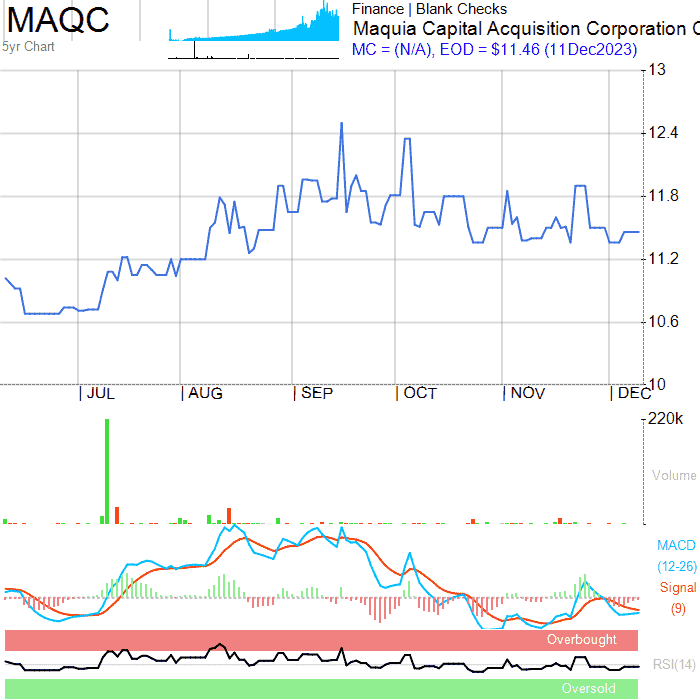 MAQC
5yr Chart
Finance | Blank Checks
Maquia Capital Acquisition Corporation C
MC = (N/A), EOD = $11.46 (11Dec2023)
13
12.4
11.8
11.2
10.6
10
| JUL | AUG | SEP | OCT | NOV | DEC
220k
Volume
MACD
(12-26)
Signal
(9)
Overbought
RSI(14)
Oversold